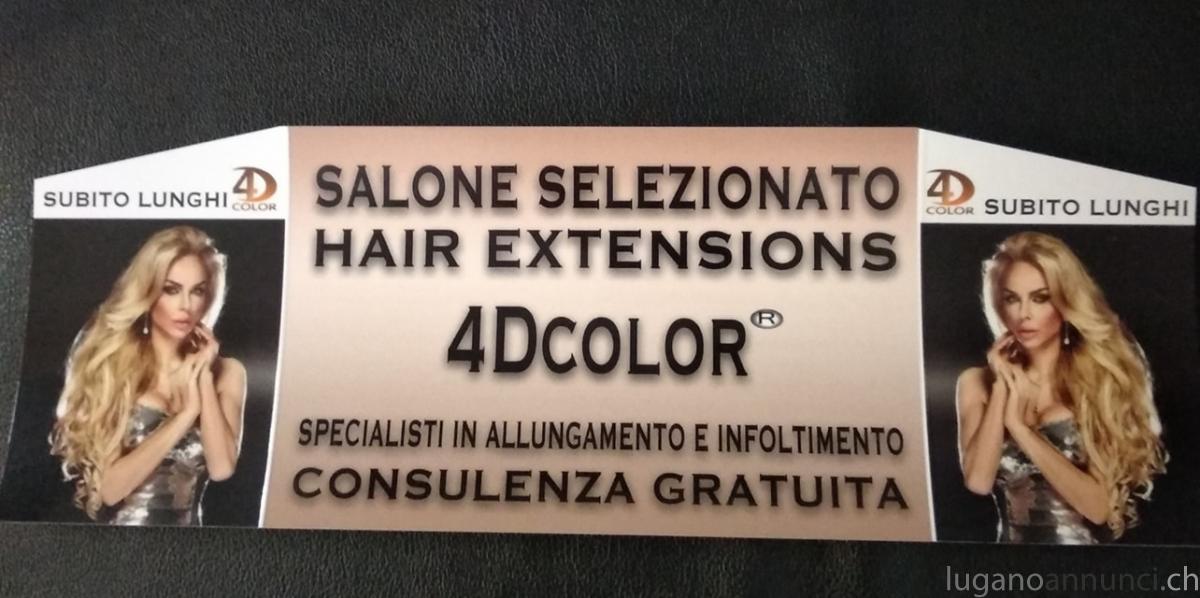 SUBITO LUNGHI 4D COLOR
SALONE SELEZIONATO
HAIR EXTENSIONS
4DCOLOR®
SPECIALISTI IN ALLUNGAMENTO E INFOLTIMENTO
CONSULENZA GRATUITA
4D COLOR SUBITO LUNGHI
luganoannunci.ch